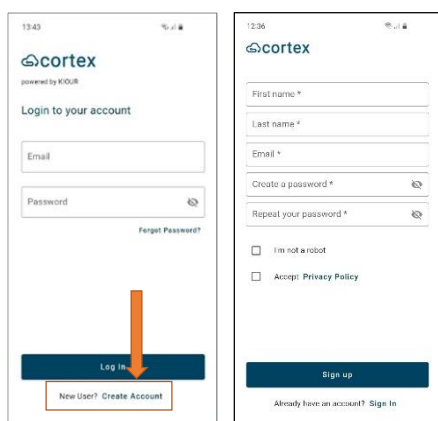 13:43
cortex
powered by KIOUR
Login to your account
Email
Password
Forgot Password?
Log In
New User? Create Account
12:36
cortex
First name *
Last name *
Email *
Create a password *
Repeat your password *
I'm not a robot
Accept Privacy Policy
Sign up
Already have an account? Sign In